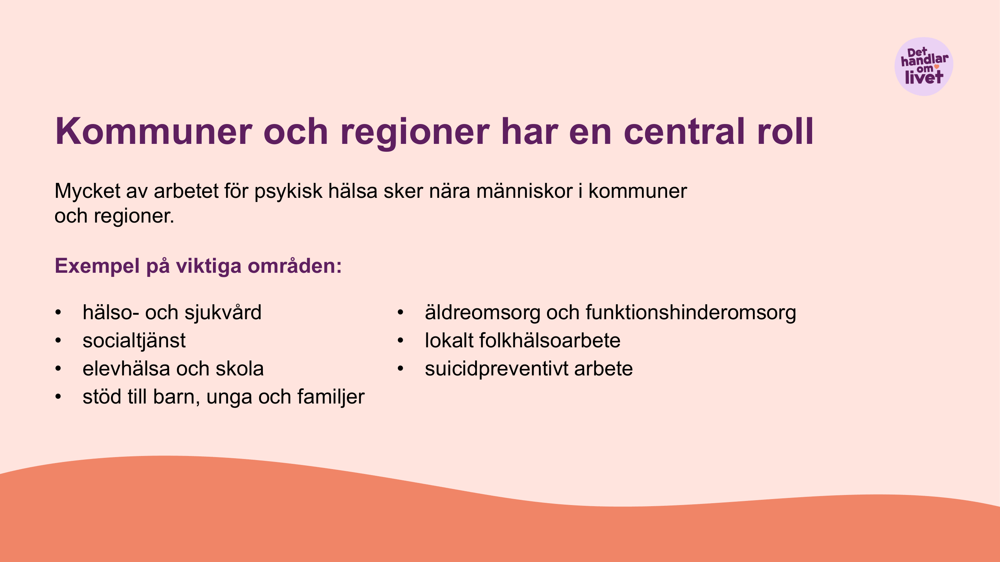 Det
handlar
om
livet
Kommuner och regioner har en central roll
Mycket av arbetet för psykisk hälsa sker nära människor i kommuner
och regioner.
Exempel på viktiga områden:
• hälso- och sjukvård
• socialtjänst
• elevhälsa och skola
• stöd till barn, unga och familjer
• äldreomsorg och funktionshinderomsorg
• lokalt folkhälsoarbete
• suicidpreventivt arbete